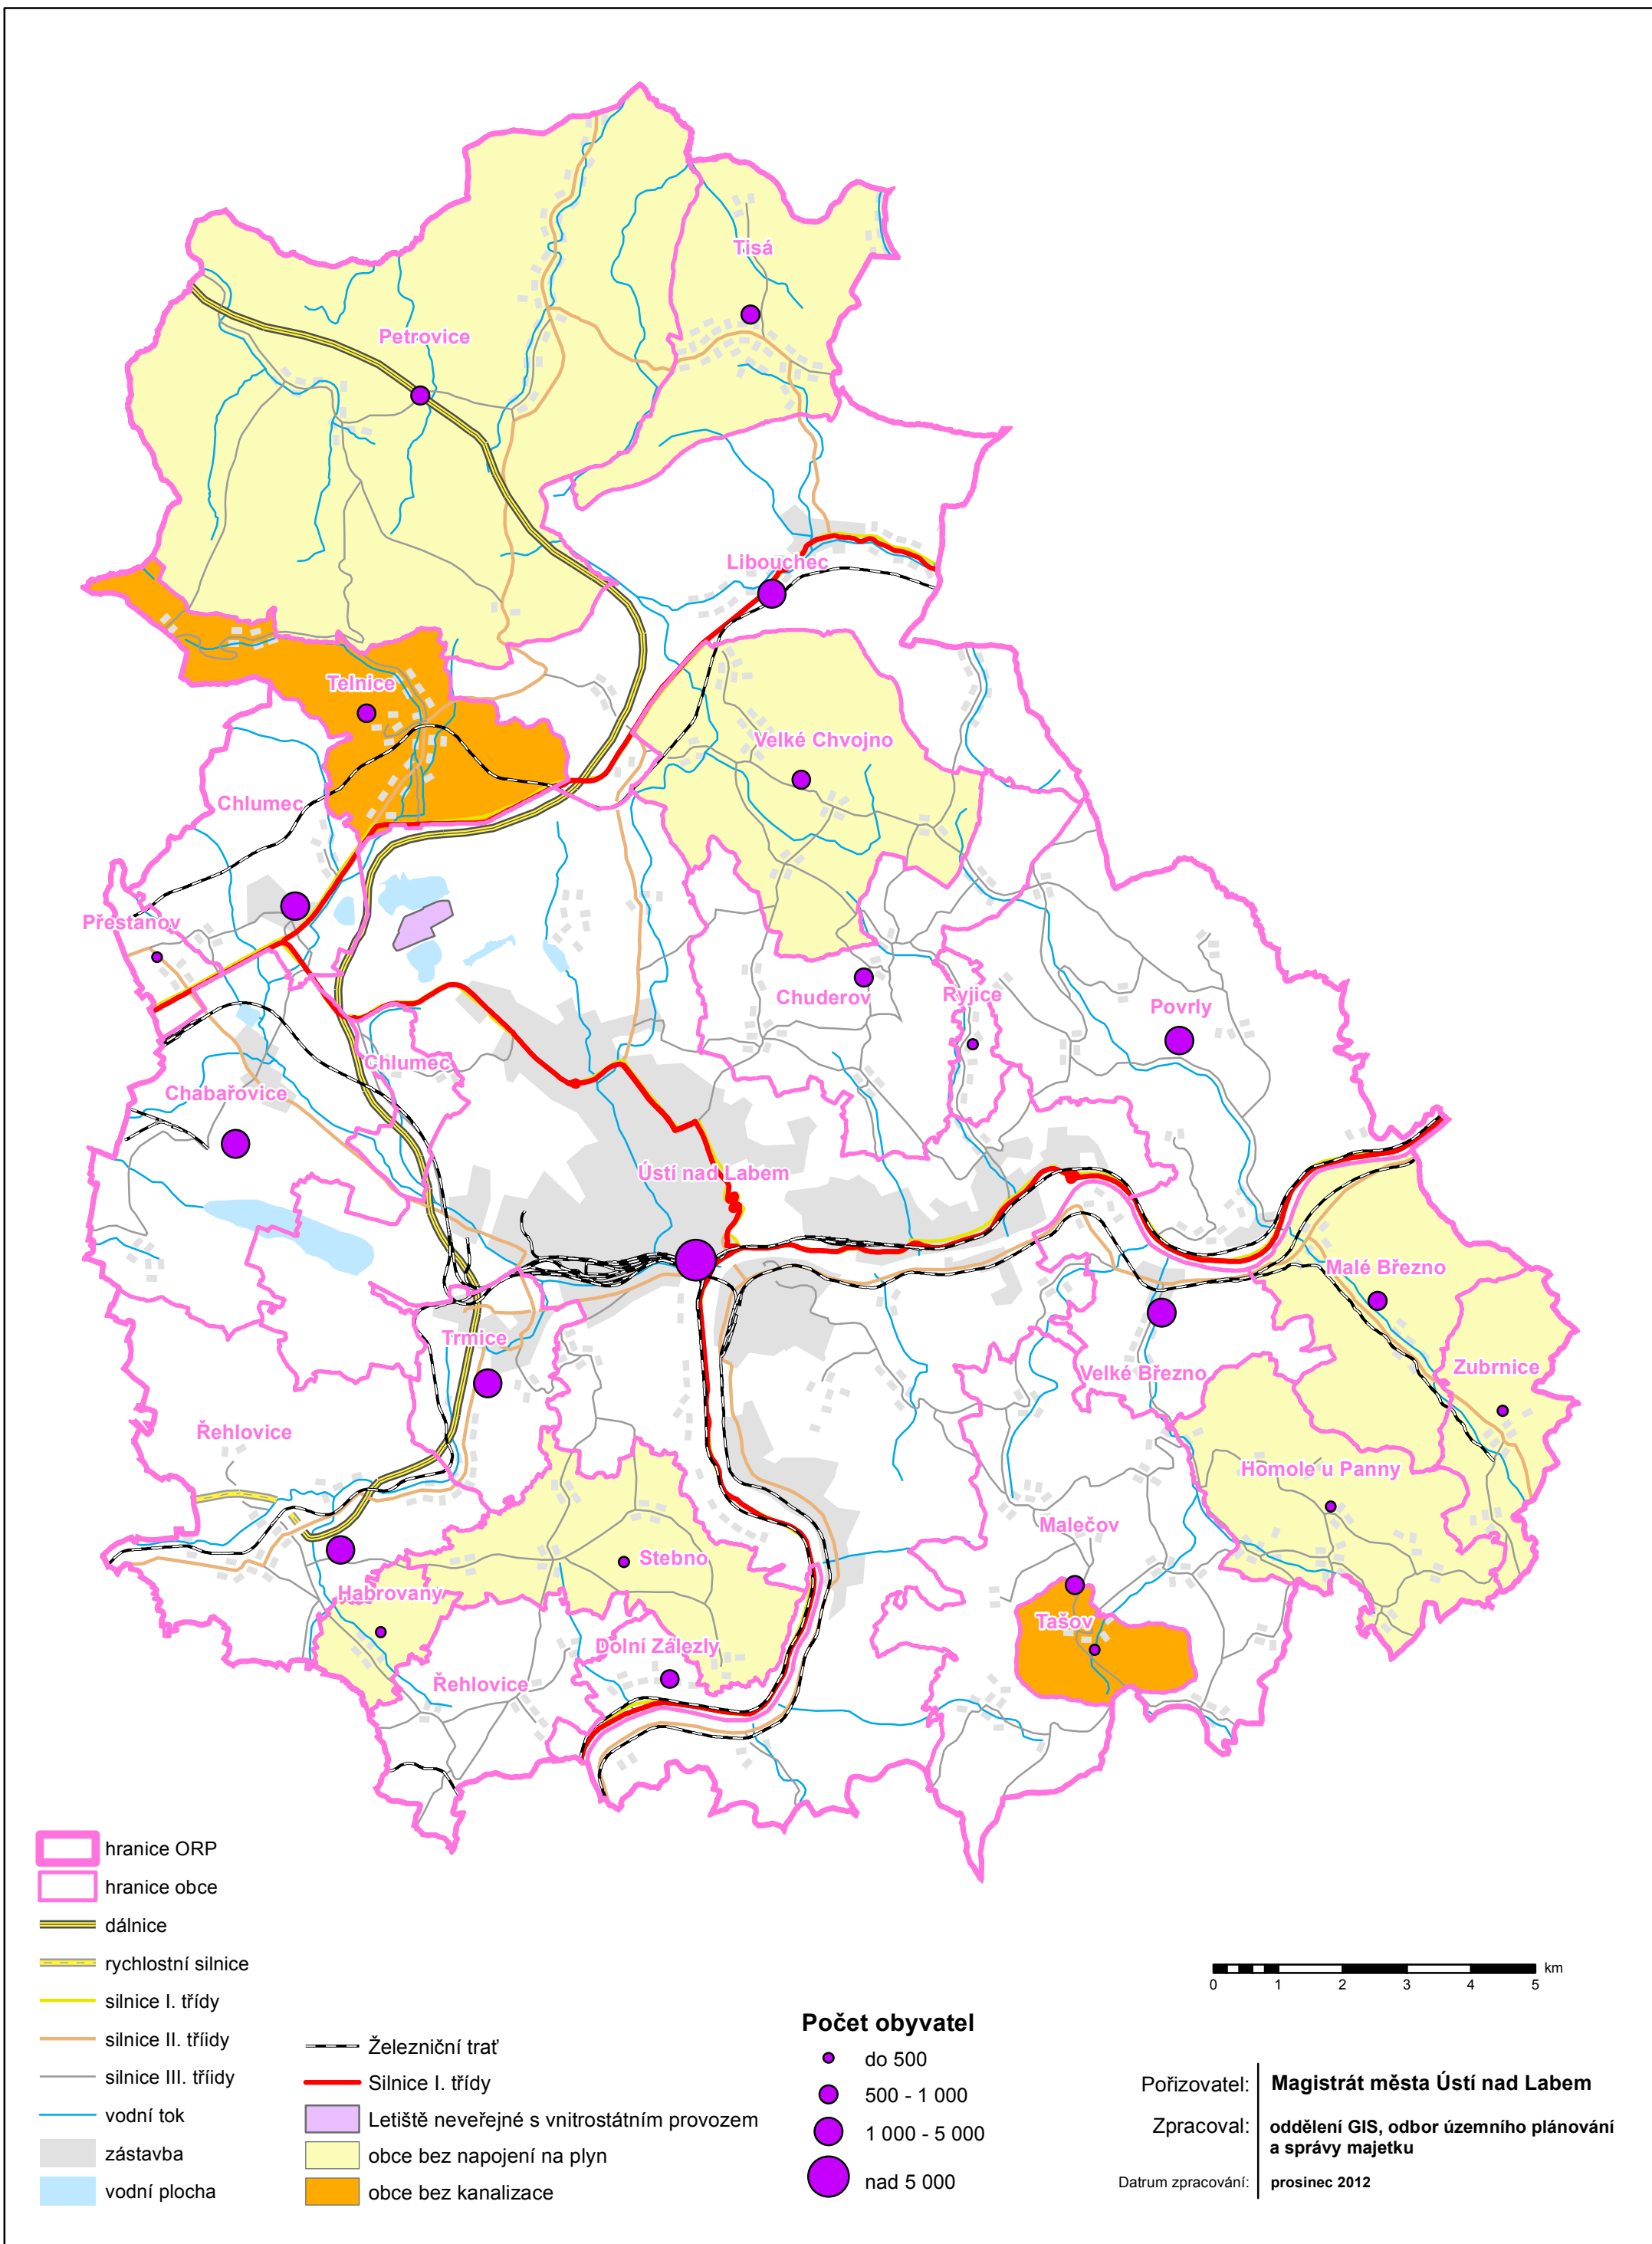 Tisá
Petrovice
Libouchec
Telnice
Velké Chvojno
Chlumec
Přestanov
Chuderov
Ryjice
Povrly
Chlumec
Chabařovice
Ústí nad Labem
Malé Březno
Trmice
Velké Březno
Zubrnice
Řehlovice
Homole u Panny
Malečov
Stebno
Habrovany
Tašov
Dolní Zálezly
Řehlovice
hranice ORP
hranice obce
dálnice
rychlostní silnice
silnice I. třídy
silnice II. tříidy
silnice III. tříidy
vodní tok
zástavba
vodní plocha
Železniční trať
Silnice I. třídy
Letiště neveřejné s vnitrostátním provozem
obce bez napojení na plyn
obce bez kanalizace
Počet obyvatel
do 500
500 - 1 000
1 000 - 5 000
nad 5 000
km
0 1 2 3 4 5
Pořizovatel: Magistrát města Ústí nad Labem
Zpracoval: oddělení GIS, odbor územního plánování
a správy majetku
Datrum zpracování: prosinec 2012